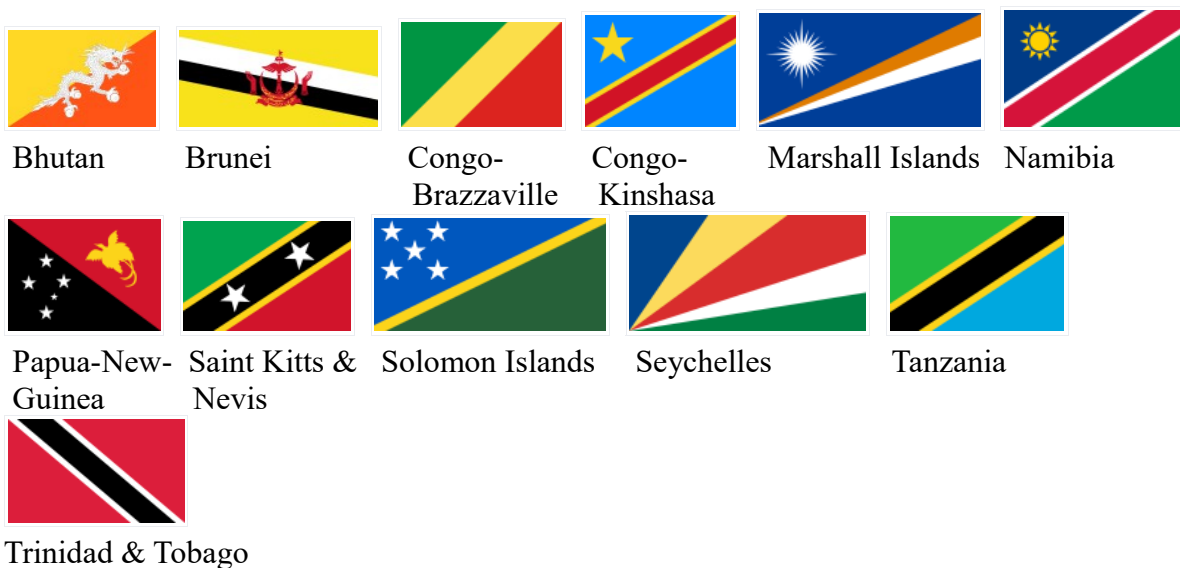 Bhutan Brunei Congo- Congo- Marshall Islands Namibia
Brazzaville Kinshasa
Papua-New- Saint Kitts & Solomon Islands Seychelles Tanzania
Guinea Nevis
Trinidad & Tobago